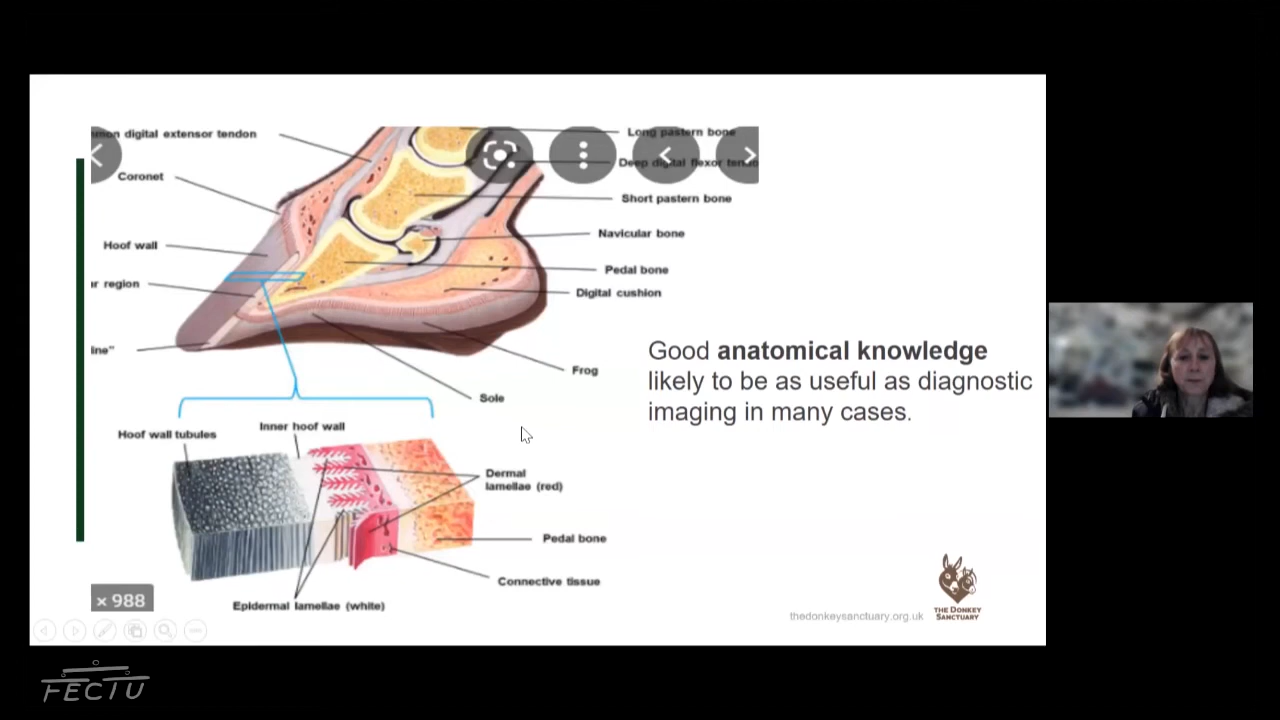 mon digital extensor tendon
Long pastern bone
Deep digital flexor tendon
Coronet
Short pastern bone
Hoof wall
Navicular bone
Pedal bone
ar region
Digital cushion
Good anatomical knowledge
likely to be as useful as diagnostic
imaging in many cases.
ine"
Frog
Sole
Inner hoof wall
Hoof wall tubules
Dermal
lamellae (red)
Pedal bone
Connective tissue
× 988
Epidermal lamellae (white)
thedonkeysanctuary.org.uk
THE DONKEY
SANCTUARY
FECTU